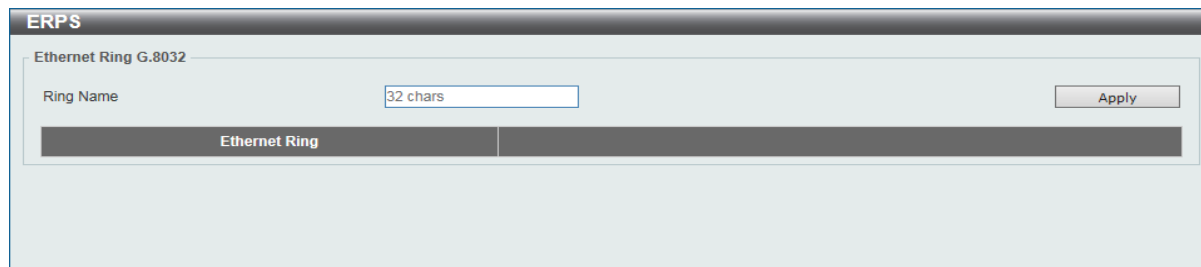 ERPS
Ethernet Ring G.8032
Ring Name 32 chars Apply
Ethernet Ring